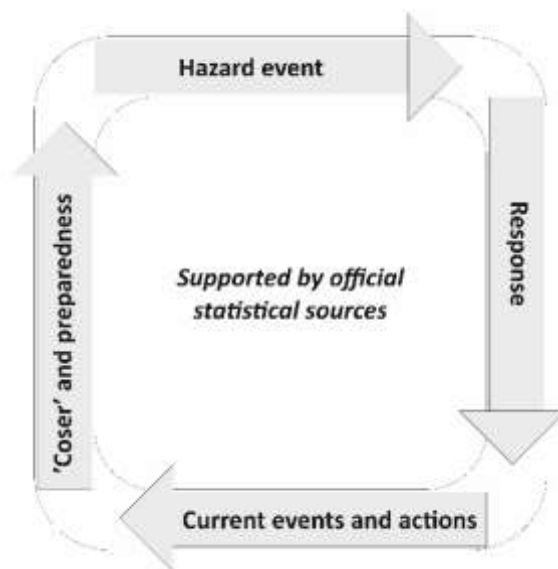 Hazard event
Response
Supported by official
statistical sources
Current events and actions
'Coser' and preparedness